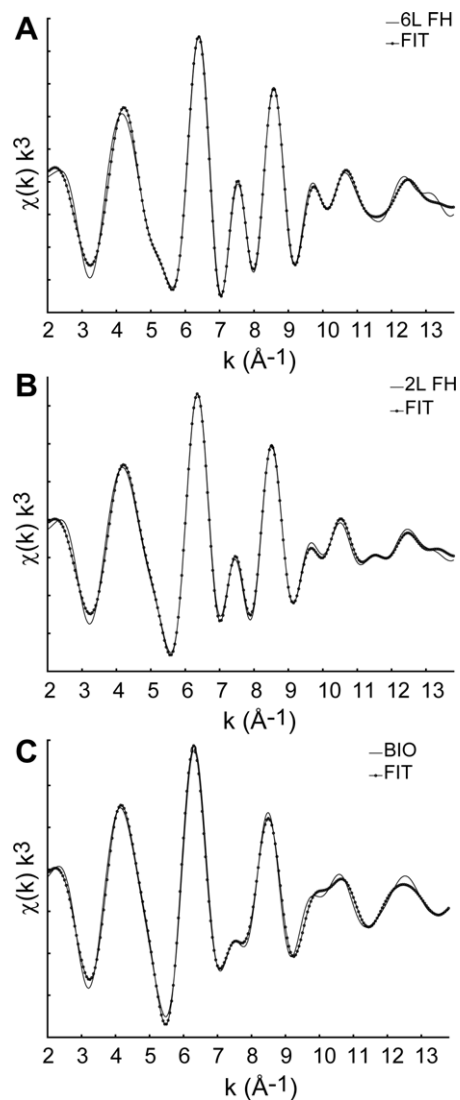 A
6L FH
FIT
χ(k) k3
2 3 4 5 6 7 8 9 10 11 12 13
k (Å-1)
B
2L FH
FIT
χ(k) k3
2 3 4 5 6 7 8 9 10 11 12 13
k (Å-1)
C
BIO
FIT
χ(k) k3
2 3 4 5 6 7 8 9 10 11 12 13
k (Å-1)